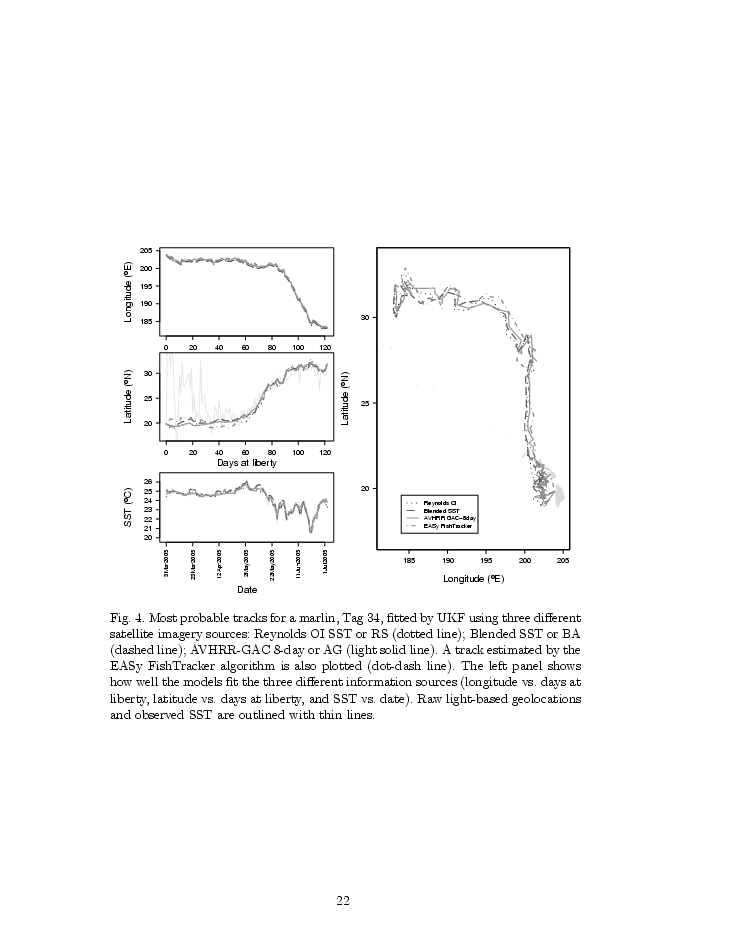 205
200
195
190
185
Longitude (ºE)
0 20 40 60 80 100 120
30
25
20
Latitude (ºN)
0 20 40 60 80 100 120
Days at liberty
26
25
24
23
22
21
20
SST (ºC)
3Mar2005 23Mar2005 12Apr2005 2May2005 22May2005 11Jun2005 1Jul2005
Date
30
25
20
Latitude (ºN)
Reynolds OI
Blended SST
AVHRR GAC-8day
EASy FishTracker
185 190 195 200 205
Longitude (ºE)
Fig. 4. Most probable tracks for a marlin, Tag 34, fitted by UKF using three different
satellite imagery sources: Reynolds OI SST or RS (dotted line); Blended SST or BA
(dashed line); AVHRR-GAC 8-day or AG (light solid line). A track estimated by the
EASy FishTracker algorithm is also plotted (dot-dash line). The left panel shows
how well the models fit the three different information sources (longitude vs. days at
liberty, latitude vs. days at liberty, and SST vs. date). Raw light-based geolocations
and observed SST are outlined with thin lines.
22